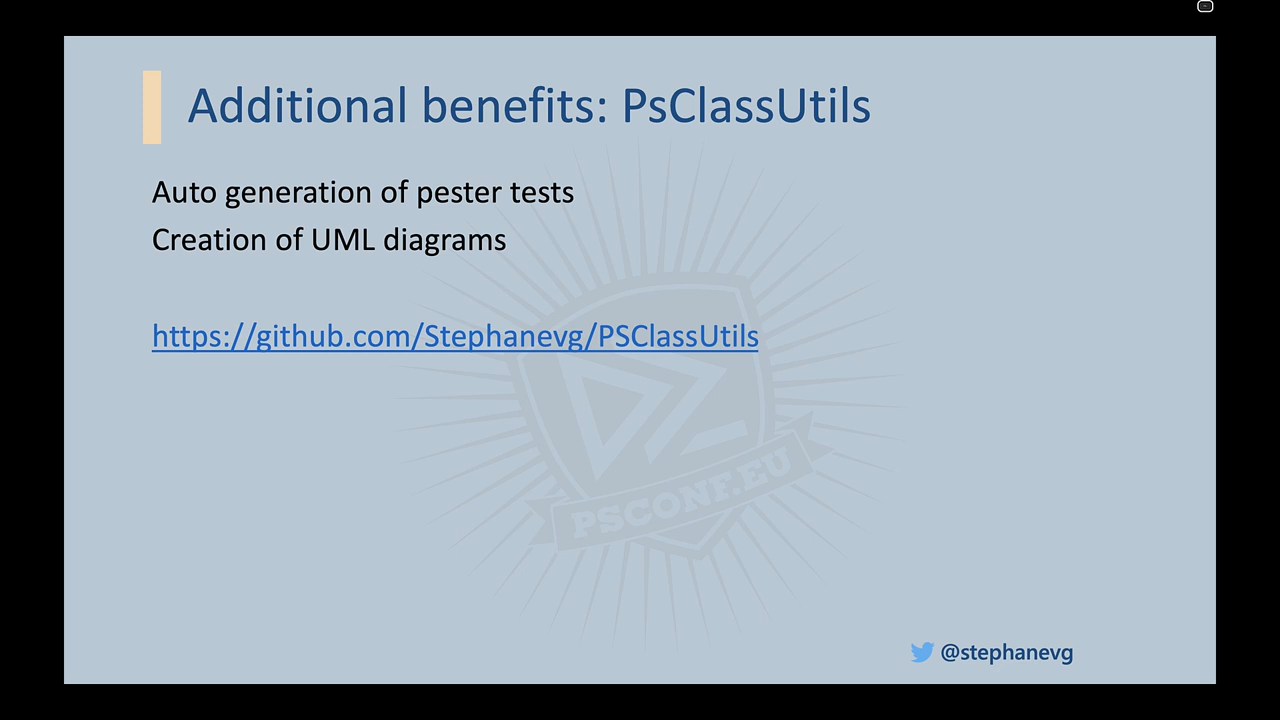 Additional benefits: PsClassUtils
Auto generation of pester tests
Creation of UML diagrams
https://github.com/Stephanevg/PSClassUtils
PSCONF.EU
@stephanevg